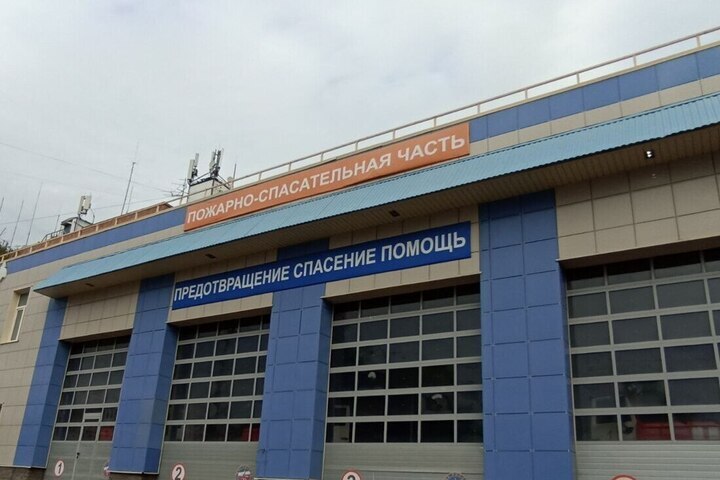 ПОЖАРНО-СПАСАТЕЛЬНАЯ ЧАСТЬ
ПРЕДОТВРАЩЕНИЕ СПАСЕНИЕ ПОМОЩЬ
1
2